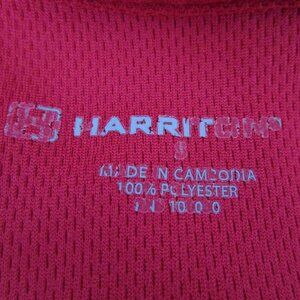 HARRITON®
S
MADE IN CAMBODIA
100% POLYESTER